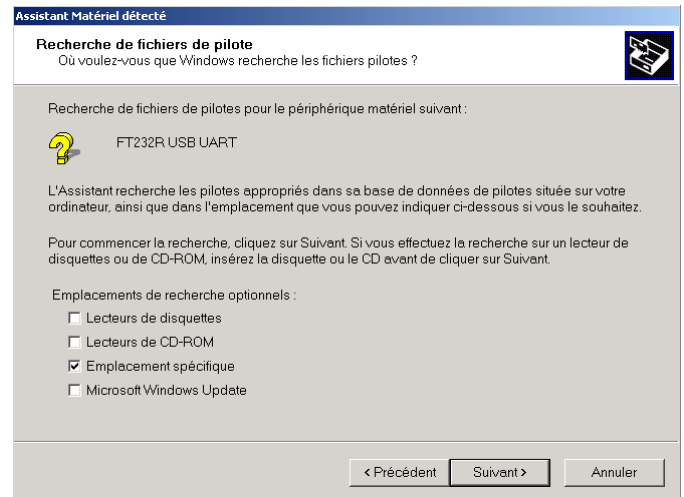 Assistant Matériel détecté
Recherche de fichiers de pilote
Où voulez-vous que Windows recherche les fichiers pilotes ?
Recherche de fichiers de pilotes pour le périphérique matériel suivant :
FT232R USB UART
L'Assistant recherche les pilotes appropriés dans sa base de données de pilotes située sur votre
ordinateur, ainsi que dans l'emplacement que vous pouvez indiquer ci-dessous si vous le souhaitez.
Pour commencer la recherche, cliquez sur Suivant. Si vous effectuez la recherche sur un lecteur de
disquettes ou de CD-ROM, insérez la disquette ou le CD avant de cliquer sur Suivant.
Emplacements de recherche optionnels :
Lecteurs de disquettes
Lecteurs de CD-ROM
Emplacement spécifique
Microsoft Windows Update
< Précédent Suivant > Annuler